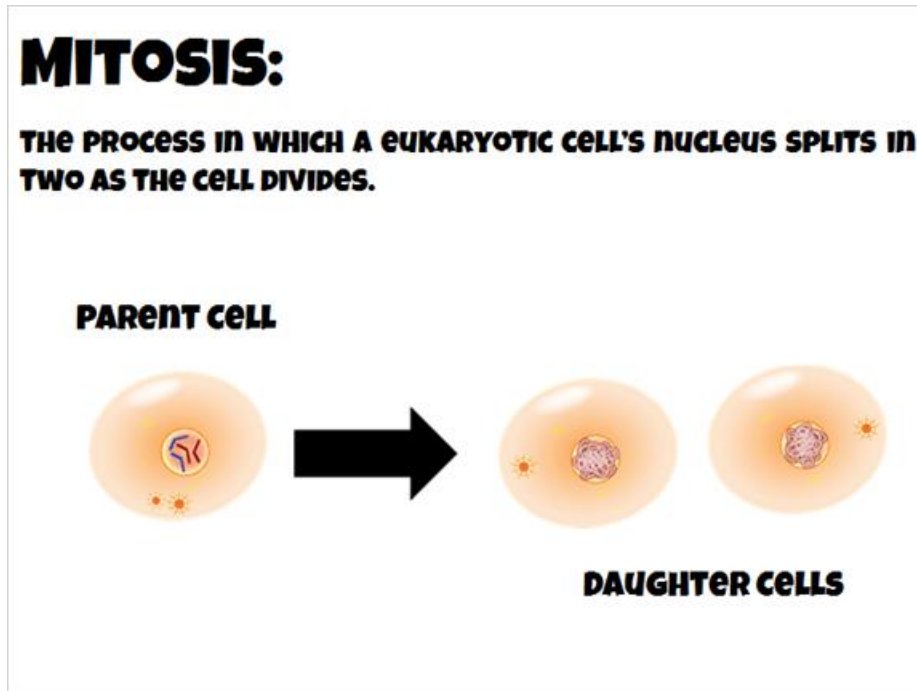 MITOSIS:
THE PROCESS IN WHICH A EUKARYOTIC CELL'S NUCLEUS SPLITS IN
TWO AS THE CELL DIVIDES.
PARENT CELL
DAUGHTER CELLS